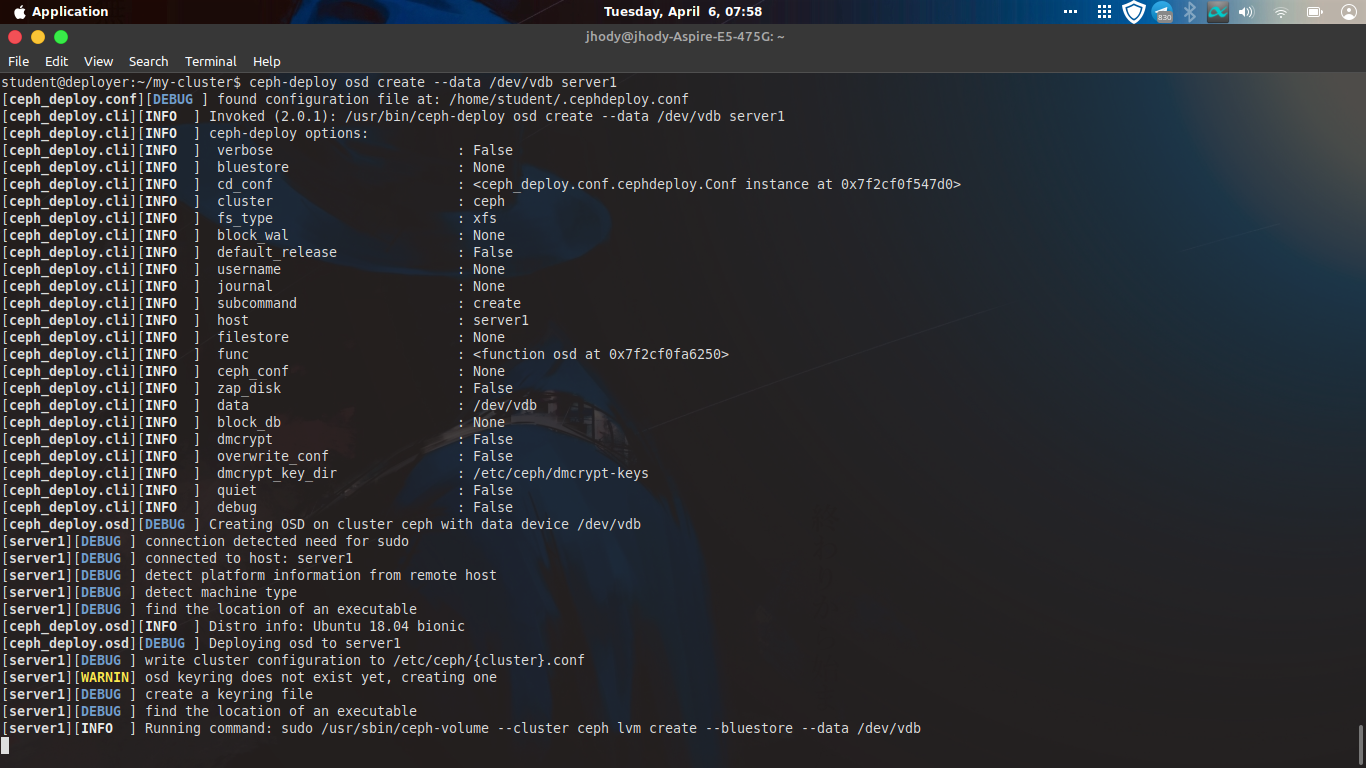 Application
Tuesday, April 6, 07:58
830
jhody@jhody-Aspire-E5-475G: ~
File Edit View Search Terminal Help
student@deployer:~/my-cluster$ ceph-deploy osd create --data /dev/vdb server1
[ceph_deploy.conf][DEBUG ] found configuration file at: /home/student/.cephdeploy.conf
[ceph_deploy.cli][INFO  ] Invoked (2.0.1): /usr/bin/ceph-deploy osd create --data /dev/vdb server1
[ceph_deploy.cli][INFO  ] ceph-deploy options:
[ceph_deploy.cli][INFO  ]  verbose                       : False
[ceph_deploy.cli][INFO  ]  bluestore                     : None
[ceph_deploy.cli][INFO  ]  cd_conf                       : <ceph_deploy.conf.cephdeploy.Conf instance at 0x7f2cf0f547d0>
[ceph_deploy.cli][INFO  ]  cluster                       : ceph
[ceph_deploy.cli][INFO  ]  fs_type                       : xfs
[ceph_deploy.cli][INFO  ]  block_wal                     : None
[ceph_deploy.cli][INFO  ]  default_release               : False
[ceph_deploy.cli][INFO  ]  username                      : None
[ceph_deploy.cli][INFO  ]  journal                       : None
[ceph_deploy.cli][INFO  ]  subcommand                    : create
[ceph_deploy.cli][INFO  ]  host                          : server1
[ceph_deploy.cli][INFO  ]  filestore                     : None
[ceph_deploy.cli][INFO  ]  func                          : <function osd at 0x7f2cf0fa6250>
[ceph_deploy.cli][INFO  ]  ceph_conf                     : None
[ceph_deploy.cli][INFO  ]  zap_disk                      : False
[ceph_deploy.cli][INFO  ]  data                          : /dev/vdb
[ceph_deploy.cli][INFO  ]  block_db                      : None
[ceph_deploy.cli][INFO  ]  dmcrypt                       : False
[ceph_deploy.cli][INFO  ]  overwrite_conf                : False
[ceph_deploy.cli][INFO  ]  dmcrypt_key_dir               : /etc/ceph/dmcrypt-keys
[ceph_deploy.cli][INFO  ]  quiet                         : False
[ceph_deploy.cli][INFO  ]  debug                         : False
[ceph_deploy.osd][DEBUG ] Creating OSD on cluster ceph with data device /dev/vdb
[server1][DEBUG ] connection detected need for sudo
[server1][DEBUG ] connected to host: server1
[server1][DEBUG ] detect platform information from remote host
[server1][DEBUG ] detect machine type
[server1][DEBUG ] find the location of an executable
[ceph_deploy.osd][INFO  ] Distro info: Ubuntu 18.04 bionic
[ceph_deploy.osd][DEBUG ] Deploying osd to server1
[server1][DEBUG ] write cluster configuration to /etc/ceph/{cluster}.conf
[server1][WARNIN] osd keyring does not exist yet, creating one
[server1][DEBUG ] create a keyring file
[server1][DEBUG ] find the location of an executable
[server1][INFO  ] Running command: sudo /usr/sbin/ceph-volume --cluster ceph lvm create --bluestore --data /dev/vdb